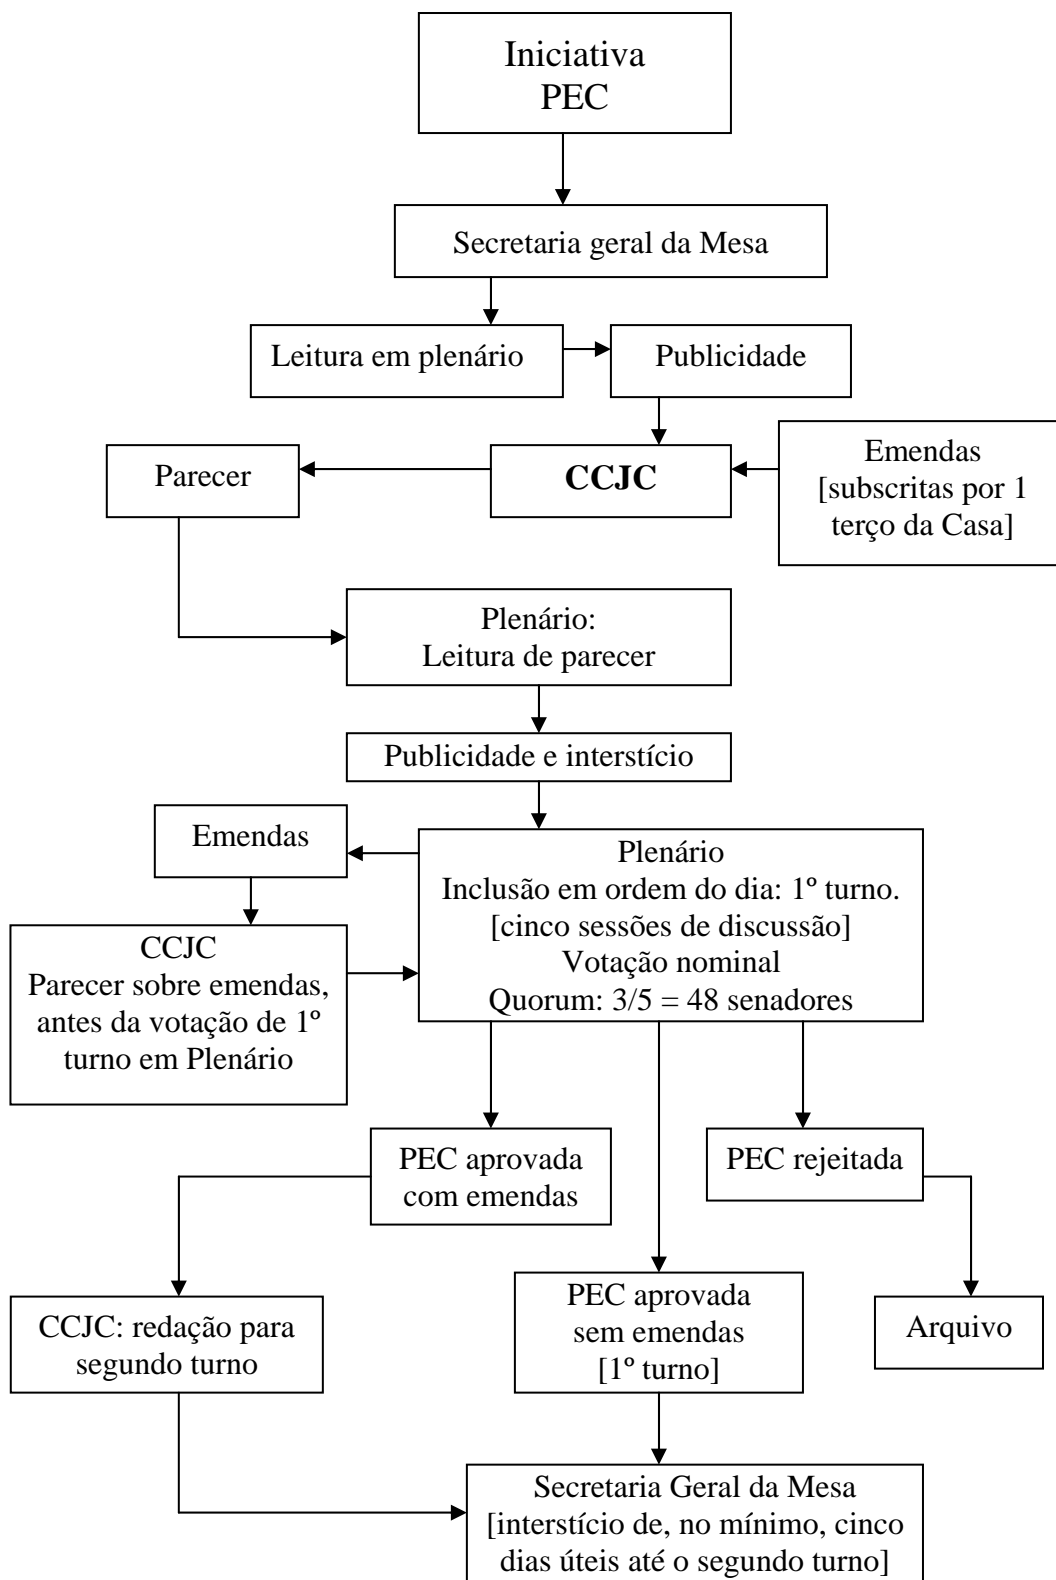 Iniciativa
PEC
Secretaria geral da Mesa
Leitura em plenário
Publicidade
Parecer
CCJC
Emendas
[subscritas por 1
terço da Casa]
Plenário:
Leitura de parecer
Publicidade e interstício
Emendas
Plenário
Inclusão em ordem do dia: 1º turno.
[cinco sessões de discussão]
Votação nominal
Quorum: 3/5 = 48 senadores
CCJC
Parecer sobre emendas,
antes da votação de 1º
turno em Plenário
PEC aprovada
com emendas
PEC rejeitada
CCJC: redação para
segundo turno
PEC aprovada
sem emendas
[1º turno]
Arquivo
Secretaria Geral da Mesa
[interstício de, no mínimo, cinco
dias úteis até o segundo turno]